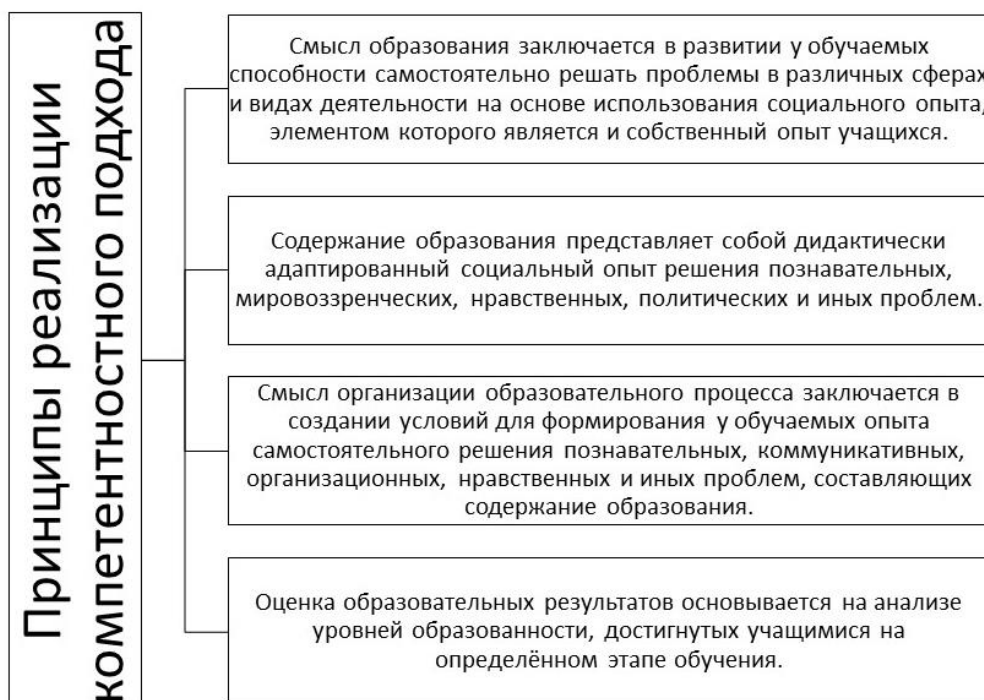 Принципы реализации
компетентностного подхода
Смысл образования заключается в развитии у обучаемых
способности самостоятельно решать проблемы в различных сферах
и видах деятельности на основе использования социального опыта,
элементом которого является и собственный опыт учащихся.
Содержание образования представляет собой дидактически
адаптированный социальный опыт решения познавательных,
мировоззренческих, нравственных, политических и иных проблем.
Смысл организации образовательного процесса заключается в
создании условий для формирования у обучаемых опыта
самостоятельного решения познавательных, коммуникативных,
организационных, нравственных и иных проблем, составляющих
содержание образования.
Оценка образовательных результатов основывается на анализе
уровней образованности, достигнутых учащимися на
определённом этапе обучения.